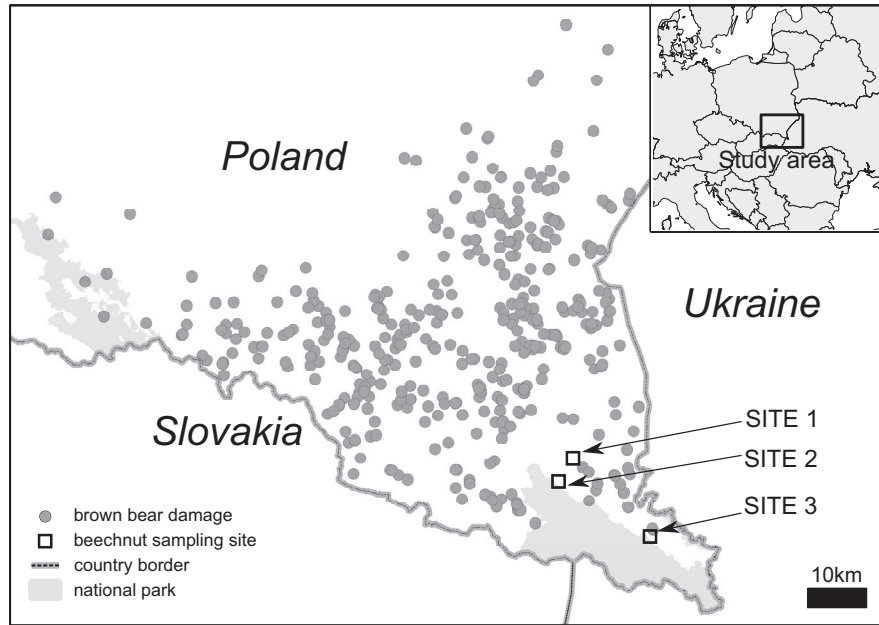 Poland
Study area
Ukraine
Slovakia
SITE 1
SITE 2
SITE 3
brown bear damage
beechnut sampling site
country border
national park
10km